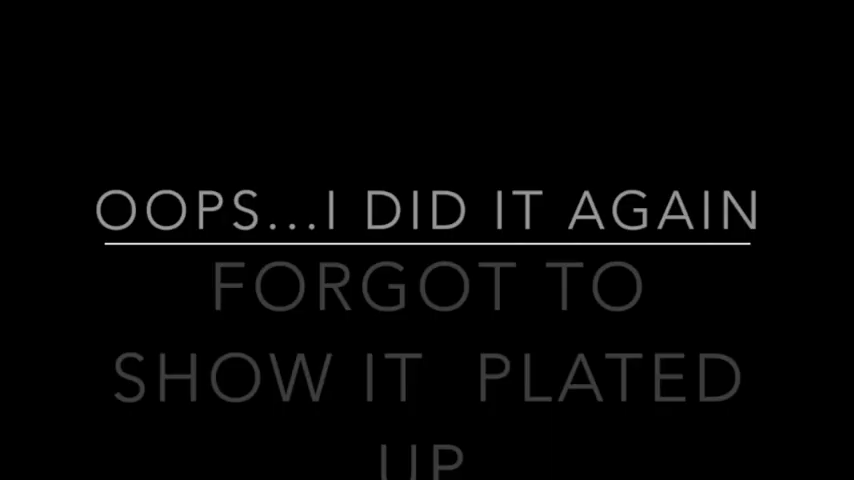 OOPS...I DID IT AGAIN
FORGOT TO
SHOW IT PLATED
UP